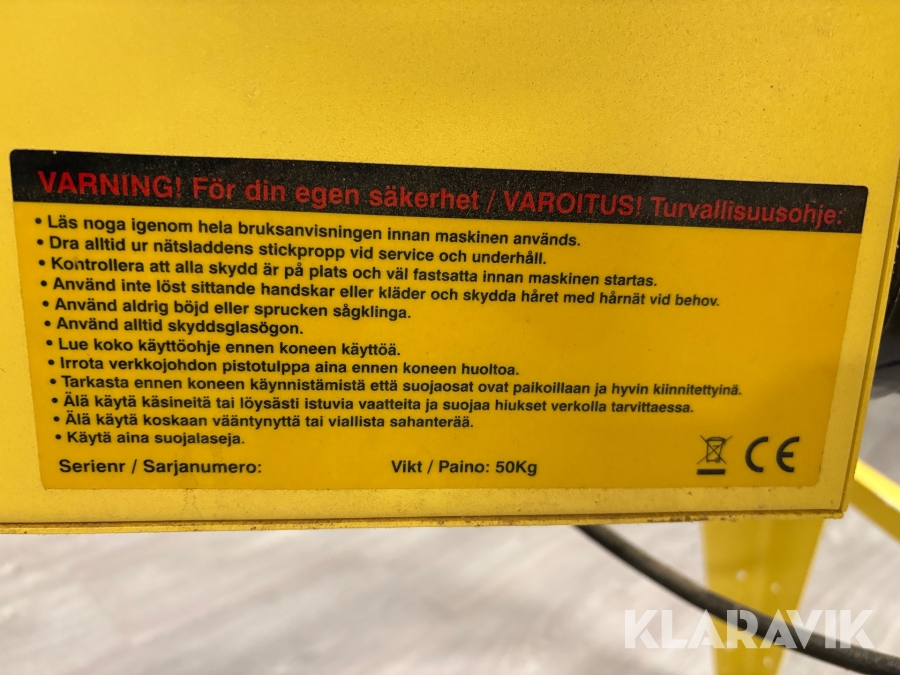 KLARAVIK
VARNING! För din egen säkerhet / VAROITUS! Turvallisuusohje:
• Läs noga igenom hela bruksanvisningen innan maskinen används.
• Dra alltid ur nätsladdens stickpropp vid service och underhåll.
• Kontrollera att alla skydd är på plats och väl fastsatta innan maskinen startas.
• Använd inte löst sittande handskar eller kläder och skydda håret med hårnät vid behov.
• Använd aldrig böjd eller sprucken sågklinga.
• Använd alltid skyddsglasögon.
• Lue koko käyttöohje ennen koneen käyttöä.
• Irrota verkkojohdon pistotulppa aina ennen koneen huoltoa.
• Tarkasta ennen koneen käynnistämistä että suojaosat ovat paikoillaan ja hyvin kiinnitettyinä.
• Älä käytä käsineitä tai löysästi istuvia vaatteita ja suojaa hiukset verkolla tarvittaessa.
• Älä käytä koskaan vääntynyttä tai viallista sahanterää.
• Käytä aina suojalaseja.
Serienr / Sarjanumero: Vikt / Paino: 50Kg
CE
KLARAVIK